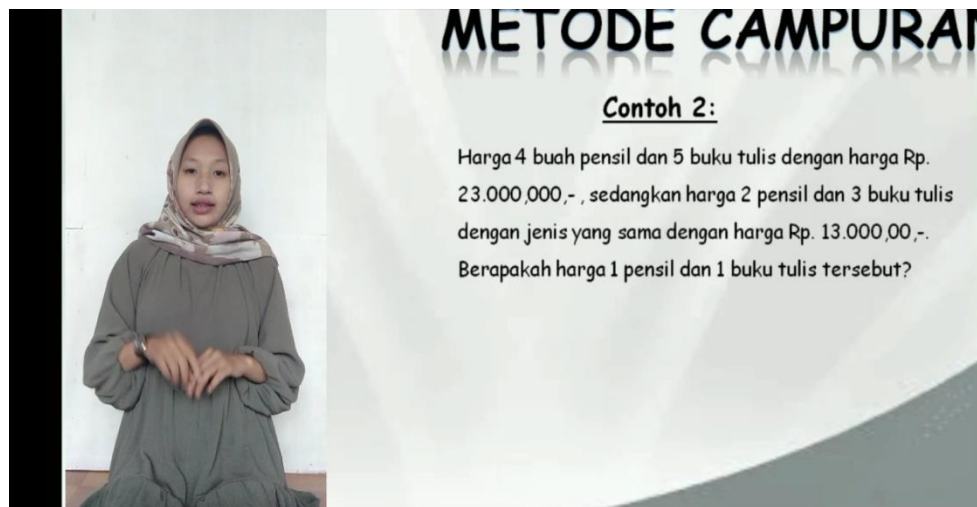 METODE CAMPURA
Contoh 2:
Harga 4 buah pensil dan 5 buku tulis dengan harga Rp.
23.000,000,- , sedangkan harga 2 pensil dan 3 buku tulis
dengan jenis yang sama dengan harga Rp. 13.000,00,-.
Berapakah harga 1 pensil dan 1 buku tulis tersebut?